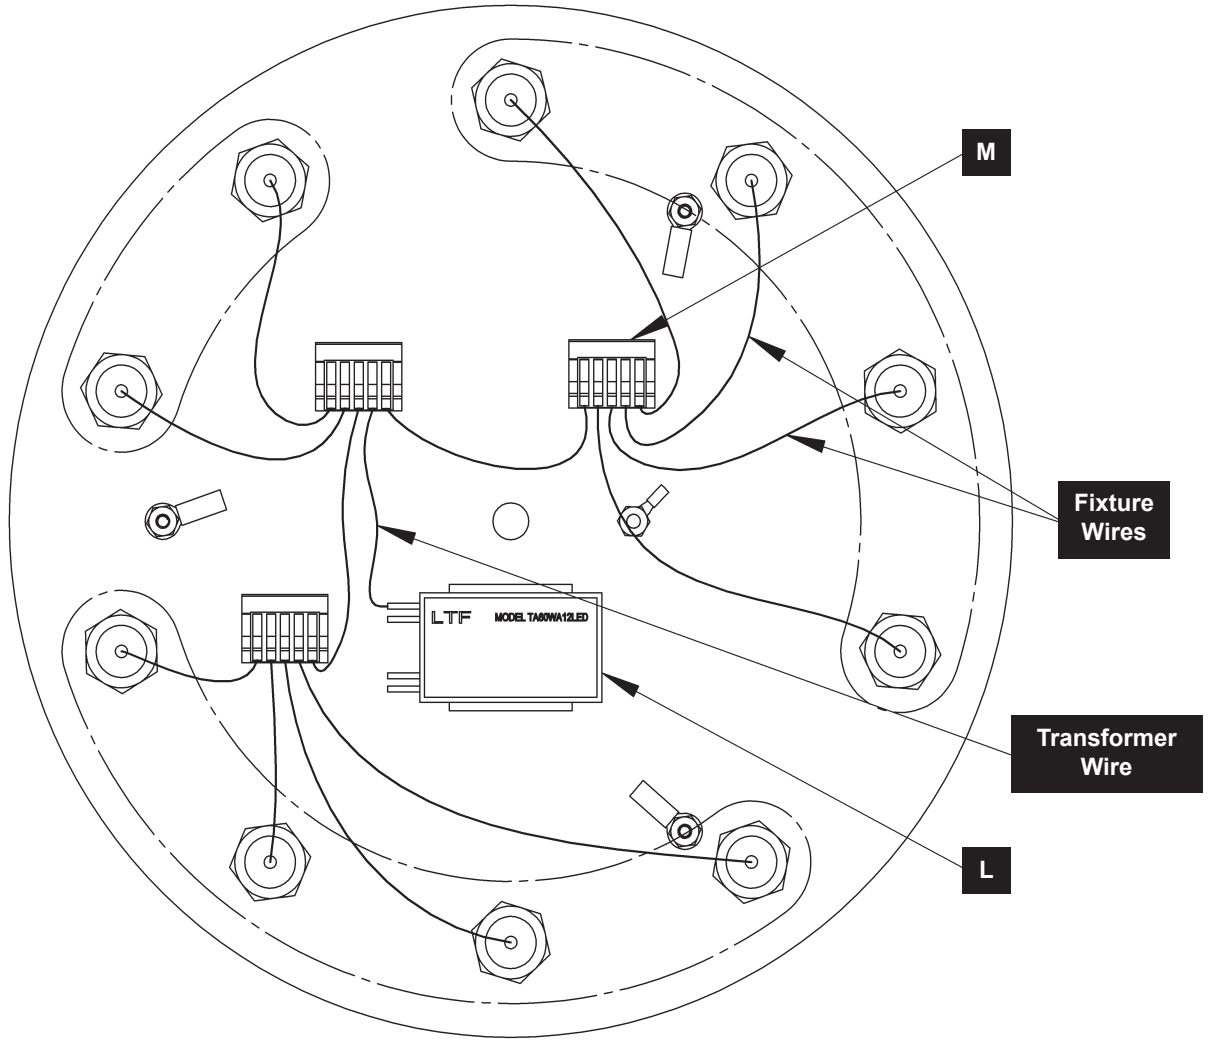 M
Fixture
Wires
LTF MODEL TA60WA12LED
Transformer
Wire
L